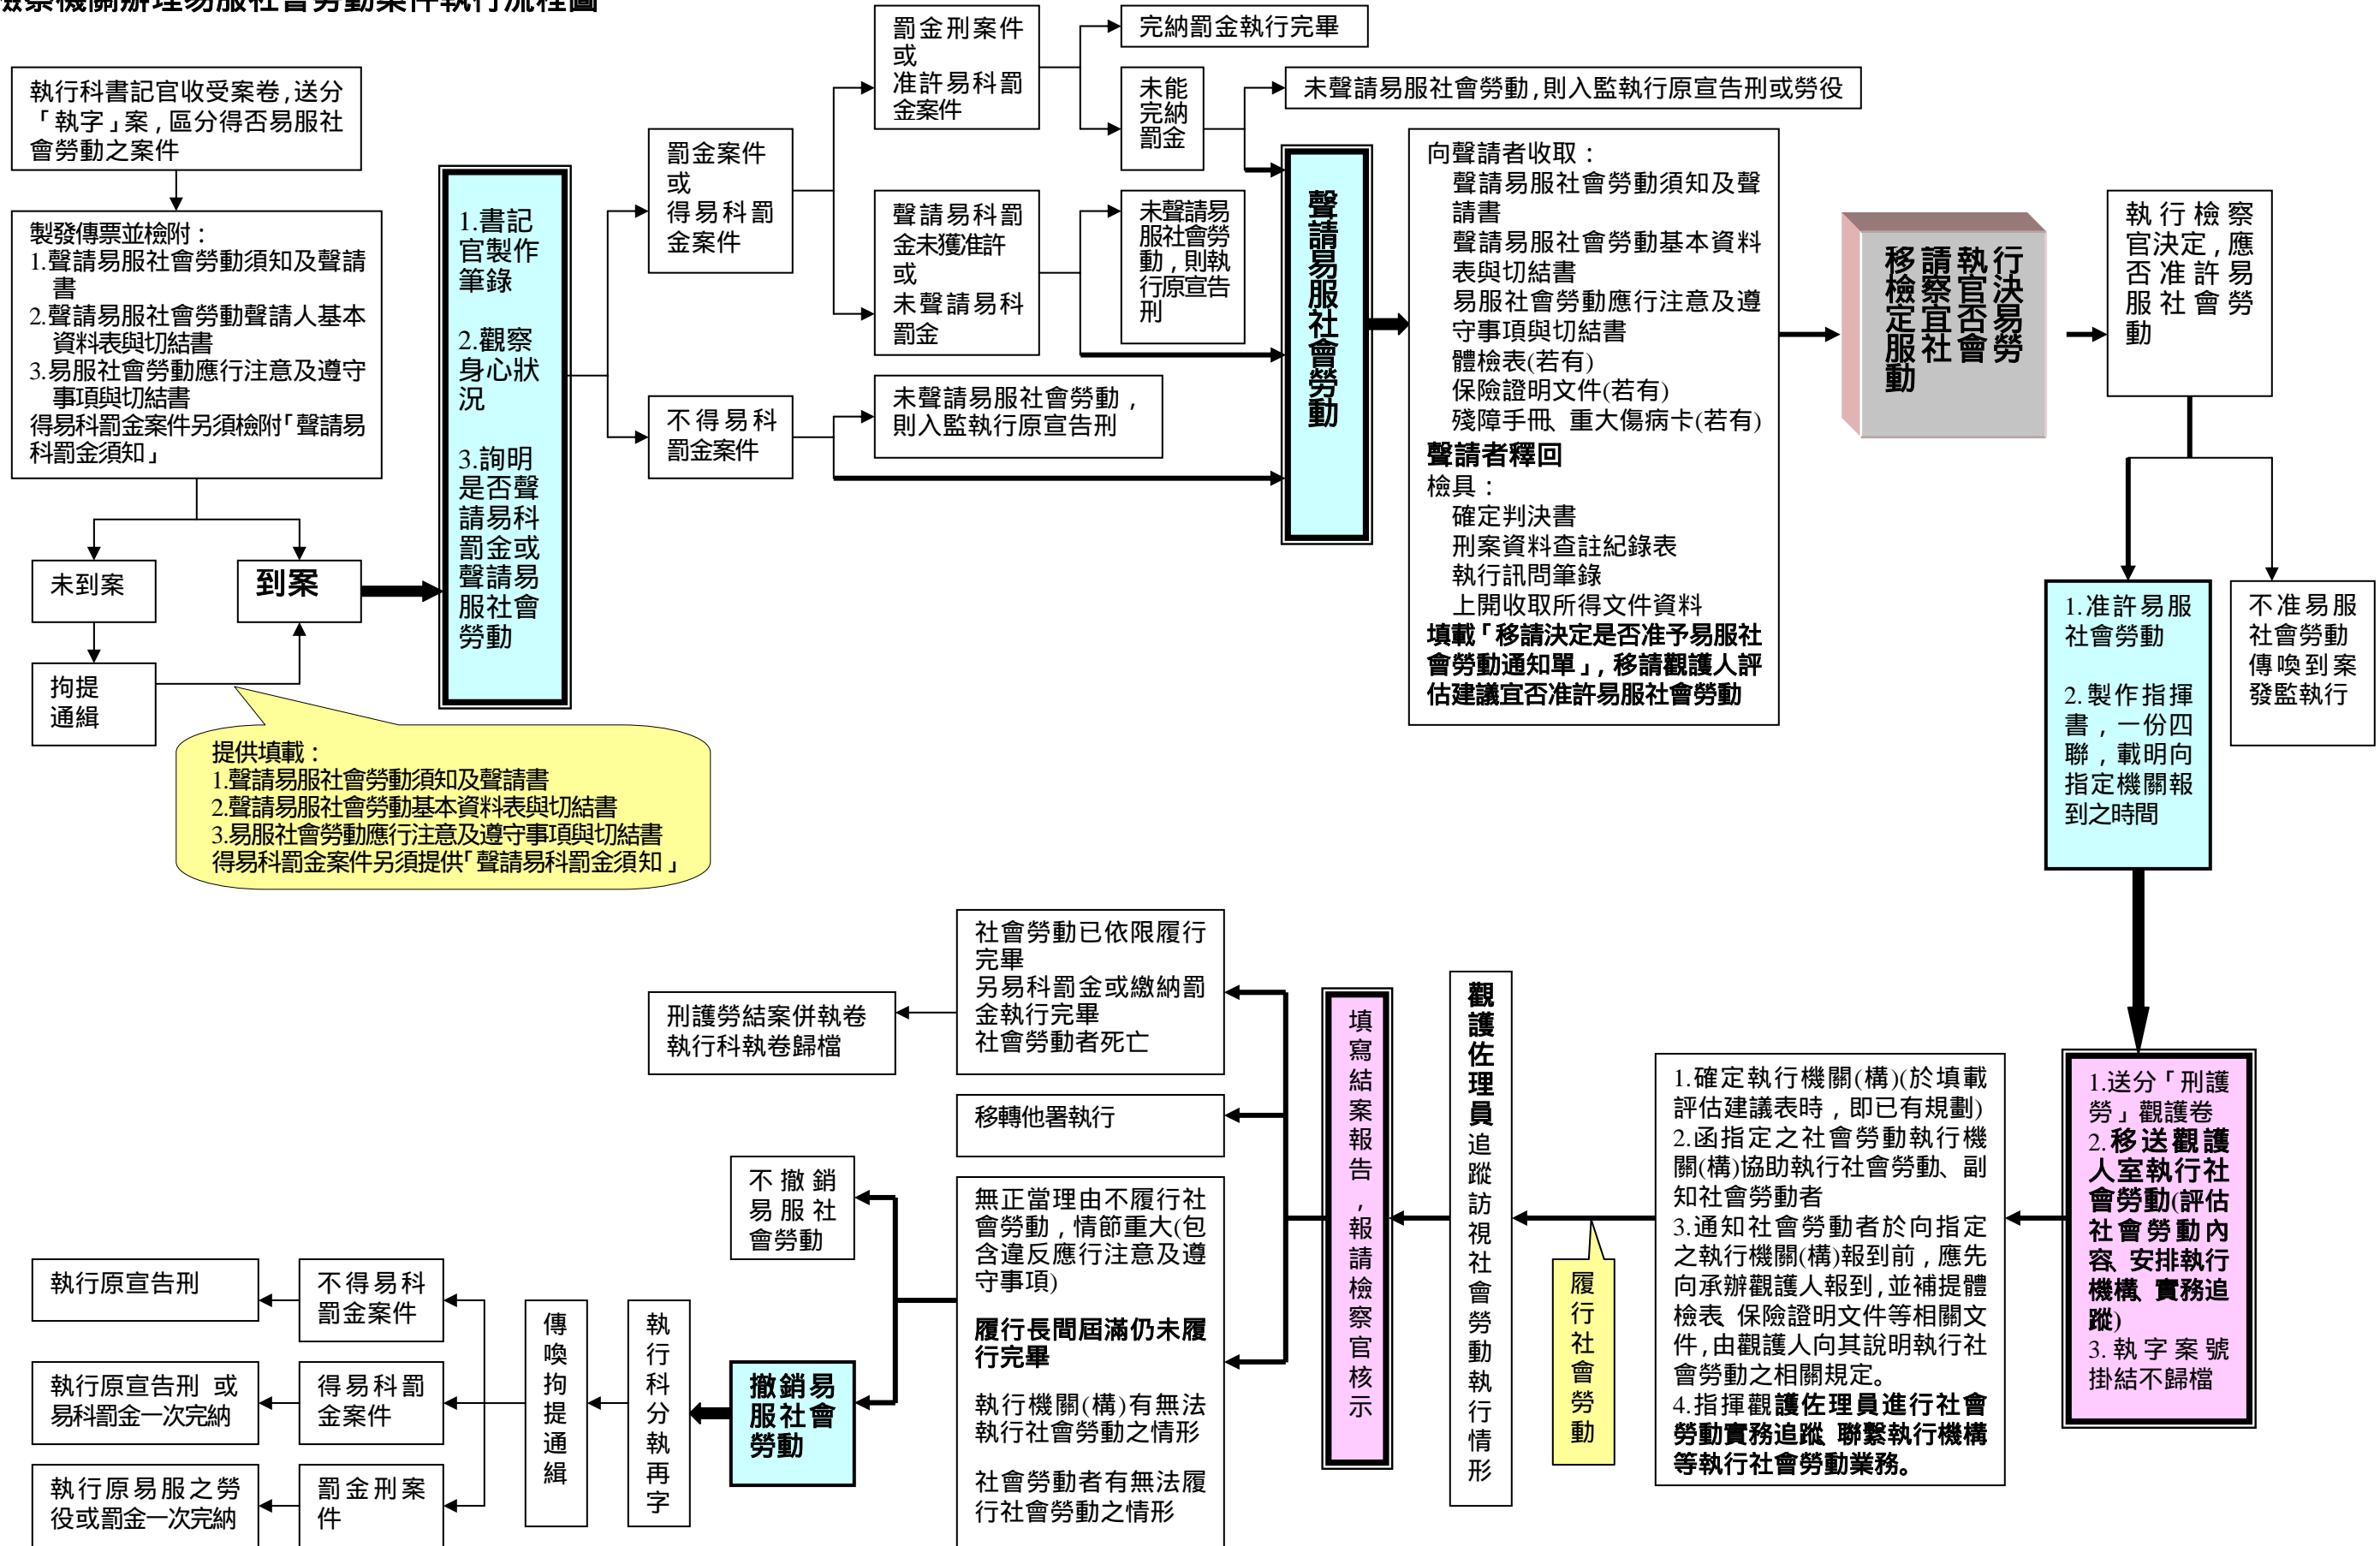 檢察機關辦理易服社會勞動案件執行流程圖
執行科書記官收受案卷,送分
「執字」案,區分得否易服社
會勞動之案件
製發傳票並檢附:
1.聲請易服社會勞動須知及聲請
書
2.聲請易服社會勞動聲請人基本
資料表與切結書
3.易服社會勞動應行注意及遵守
事項與切結書
得易科罰金案件另須檢附「聲請易
科罰金須知」
未到案
到案
拘提
通緝
提供填載:
1.聲請易服社會勞動須知及聲請書
2.聲請易服社會勞動基本資料表與切結書
3.易服社會勞動應行注意及遵守事項與切結書
得易科罰金案件另須提供「聲請易科罰金須知」
1.書記
官製作
筆錄
2.觀察
身心狀
況
3.詢明
是否聲
請易科
罰金或
聲請易
服社會
勞動
罰金案件
或
得易科罰
金案件
不得易科
罰金案件
罰金刑案件
或
准許易科罰
金案件
聲請易科罰
金未獲准許
或
未聲請易科
罰金
未聲請易服社會勞動,
則入監執行原宣告刑
完納罰金執行完畢
未能
完納
罰金
未聲請易服社會勞動,則入監執行原宣告刑或勞役
未聲請易
服社會勞
動,則執
行原宣告
刑
聲請易服社會勞動
向聲請者收取:
聲請易服社會勞動須知及聲
請書
聲請易服社會勞動基本資料
表與切結書
易服社會勞動應行注意及遵
守事項與切結書
體檢表(若有)
保險證明文件(若有)
殘障手冊、重大傷病卡(若有)
聲請者釋回
檢具:
確定判決書
刑案資料查註紀錄表
執行訊問筆錄
上開收取所得文件資料
填載「移請決定是否准予易服社
會勞動通知單」,移請觀護人評
估建議宜否准許易服社會勞動
移請執行
檢察官決
定宜否易
服社會勞
動
執行檢察
官決定,應
否准許易
服社會勞
動
1.准許易服
社會勞動
2.製作指揮
書,一份四
聯,載明向
指定機關報
到之時間
不准易服
社會勞動
傳喚到案
發監執行
1.送分「刑護
勞」觀護卷
2.移送觀護
人室執行社
會勞動(評估
社會勞動內
容、安排執行
機構、實務追
蹤)
3.執字案號
掛結不歸檔
1.確定執行機關(構)(於填載
評估建議表時,即已有規劃)
2.函指定之社會勞動執行機
關(構)協助執行社會勞動、副
知社會勞動者
3.通知社會勞動者於向指定
之執行機關(構)報到前,應先
向承辦觀護人報到,並補提體
檢表、保險證明文件等相關文
件,由觀護人向其說明執行社
會勞動之相關規定。
4.指揮觀護佐理員進行社會
勞動實務追蹤、聯繫執行機構
等執行社會勞動業務。
履行社會勞動
觀護佐理員追蹤訪視社會勞動執行情形
填寫結案報告,報請檢察官核示
社會勞動已依限履行
完畢
另易科罰金或繳納罰
金執行完畢
社會勞動者死亡
刑護勞結案併執卷
執行科執卷歸檔
移轉他署執行
無正當理由不履行社
會勞動,情節重大(包
含違反應行注意及遵
守事項)
履行長間屆滿仍未履
行完畢
執行機關(構)有無法
執行社會勞動之情形
社會勞動者有無法履
行社會勞動之情形
不撤銷
易服社
會勞動
撤銷易
服社會
勞動
執行科分執再字
傳喚拘提通緝
不得易科
罰金案件
得易科罰
金案件
罰金刑案
件
執行原宣告刑
執行原宣告刑 或
易科罰金一次完納
執行原易服之勞
役或罰金一次完納